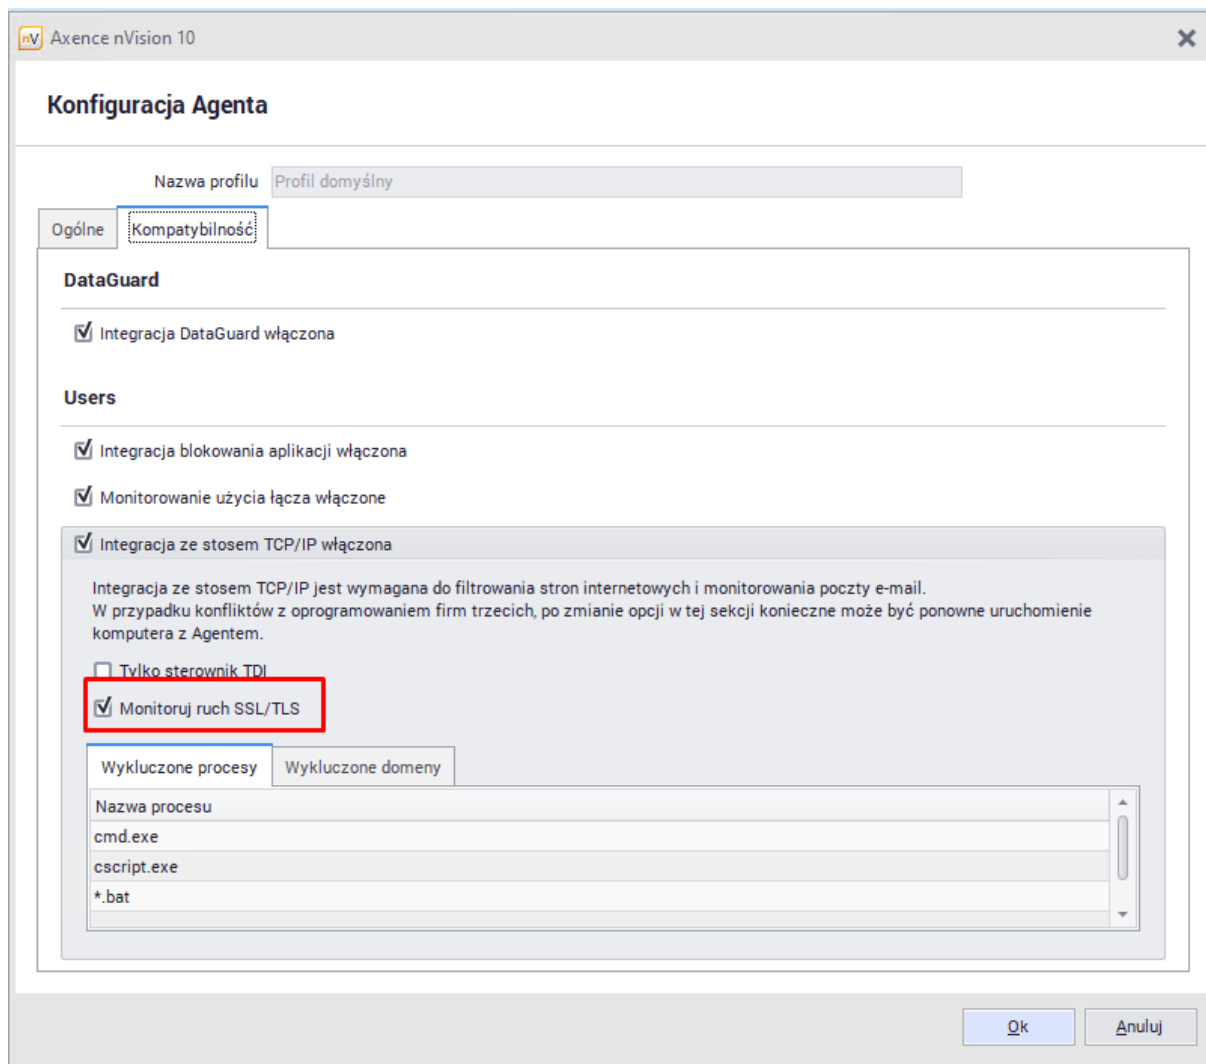 nV Axence nVision 10
Konfiguracja Agenta
Nazwa profilu Profil domyślny
Ogólne Kompatybilność
DataGuard
Integracja DataGuard włączona
Users
Integracja blokowania aplikacji włączona
Monitorowanie użycia łącza włączone
Integracja ze stosem TCP/IP włączona
Integracja ze stosem TCP/IP jest wymagana do filtrowania stron internetowych i monitorowania poczty e-mail.
W przypadku konfliktów z oprogramowaniem firm trzecich, po zmianie opcji w tej sekcji konieczne może być ponowne uruchomienie
komputera z Agentem.
Tylko sterownik TDI
Monitoruj ruch SSL/TLS
Wykluczone procesy Wykluczone domeny
Nazwa procesu
cmd.exe
cscript.exe
*.bat
Ok Anuluj